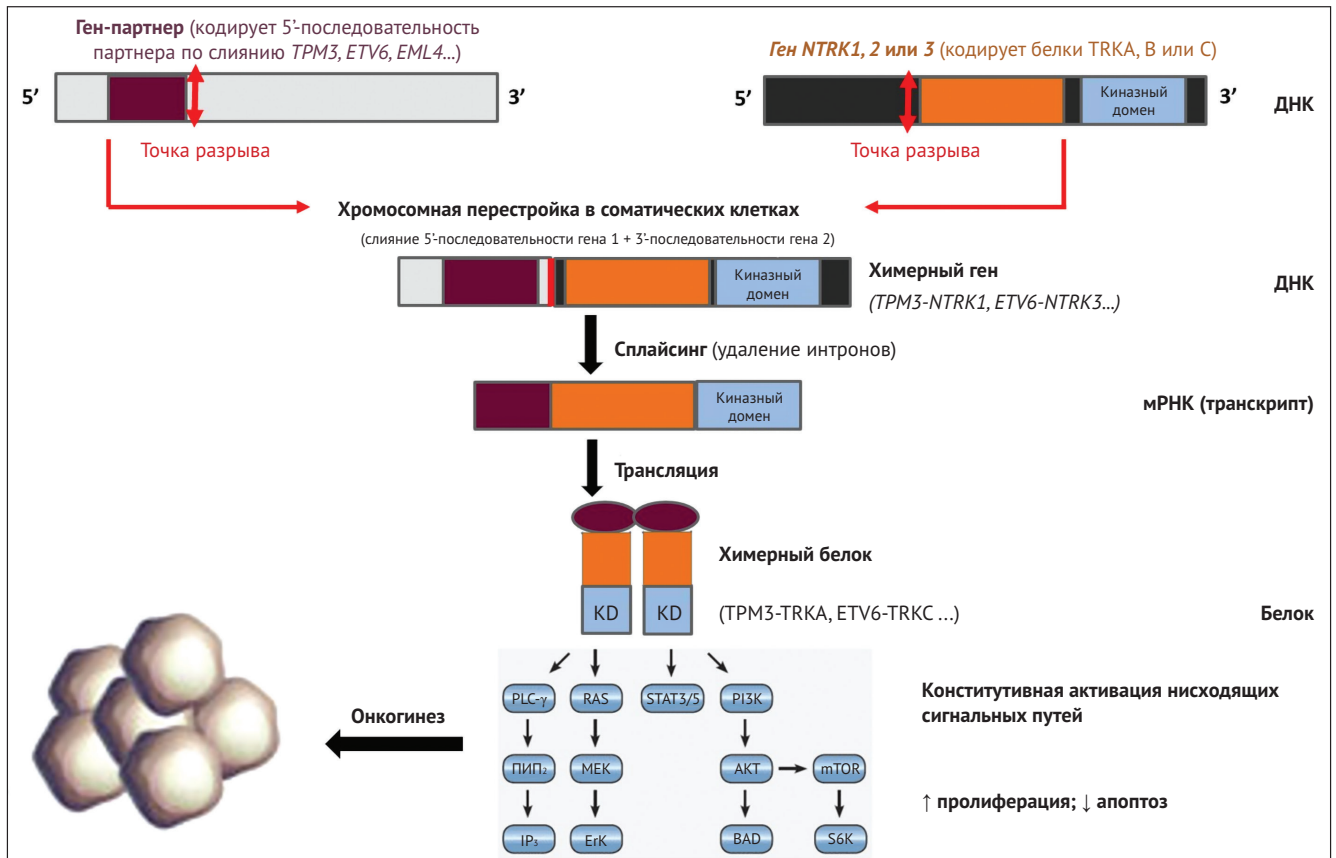 Ген-партнер (кодирует 5’-последовательность
партнера по слиянию TPM3, ETV6, EML4...)
Ген NTRK1, 2 или 3 (кодирует белки TRKA, B или C)
5’
3’
5’
Киназный
домен
3’
ДНК
Точка разрыва
Точка разрыва
Хромосомная перестройка в соматических клетках
(слияние 5’-последовательности гена 1 + 3’-последовательности гена 2)
Киназный
домен
Химерный ген
(TPM3-NTRK1, ETV6-NTRK3...)
ДНК
Сплайсинг (удаление интронов)
Киназный
домен
мРНК (транскрипт)
Трансляция
Химерный белок
KD
KD
(TPM3-TRKA, ETV6-TRKC ...)
Белок
PLC-γ
RAS
STAT3/5
PI3K
Конститутивная активация нисходящих
сигнальных путей
Онкогинез
ПИП₂
MEK
AKT
mTOR
↑ пролиферация; ↓ апоптоз
IP₃
ErK
BAD
S6K